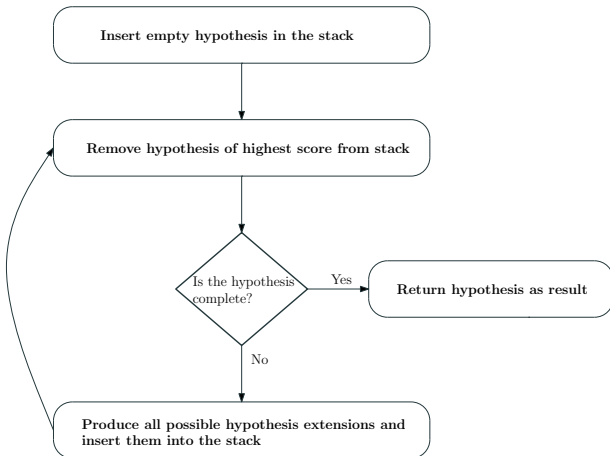 Insert empty hypothesis in the stack
Remove hypothesis of highest score from stack
Is the hypothesis
complete?
Yes
Return hypothesis as result
No
Produce all possible hypothesis extensions and
insert them into the stack